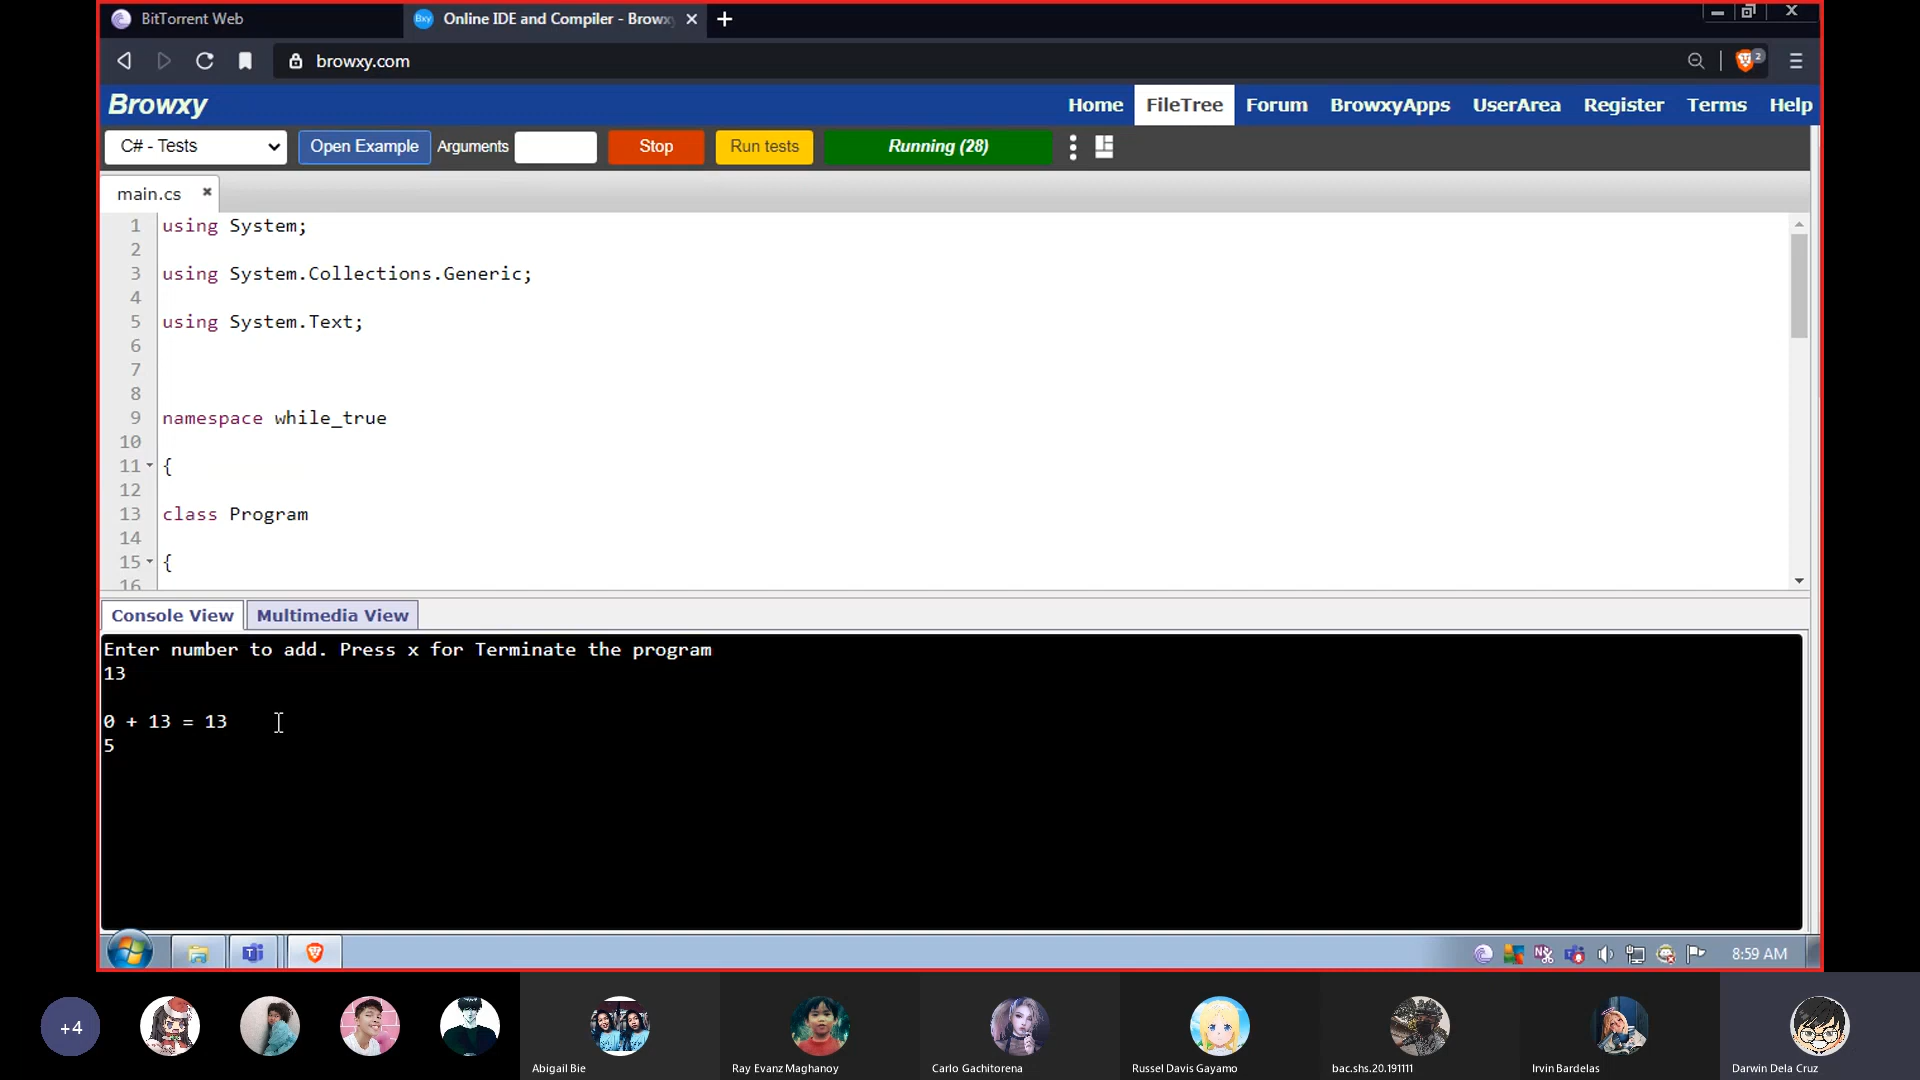 BitTorrent Web
Bxy Online IDE and Compiler - Brow
browxy.com
2
Browxy
Home FileTree Forum BrowxyApps UserArea Register Terms Help
C# - Tests Open Example Arguments Stop Run tests Running (28)
main.cs
1 using System;
2
3 using System.Collections.Generic;
4
5 using System.Text;
6
7
8
9 namespace while_true
10
11 {
12
13 class Program
14
15 {
16
Console View Multimedia View
Enter number to add. Press x for Terminate the program
13
0 + 13 = 13
5
8:59 AM
+4
Abigail Bie
Ray Evanz Maghanoy
Carlo Gachitorena
Russel Davis Gayamo
bac.shs.20.191111
Irvin Bardelas
Darwin Dela Cruz